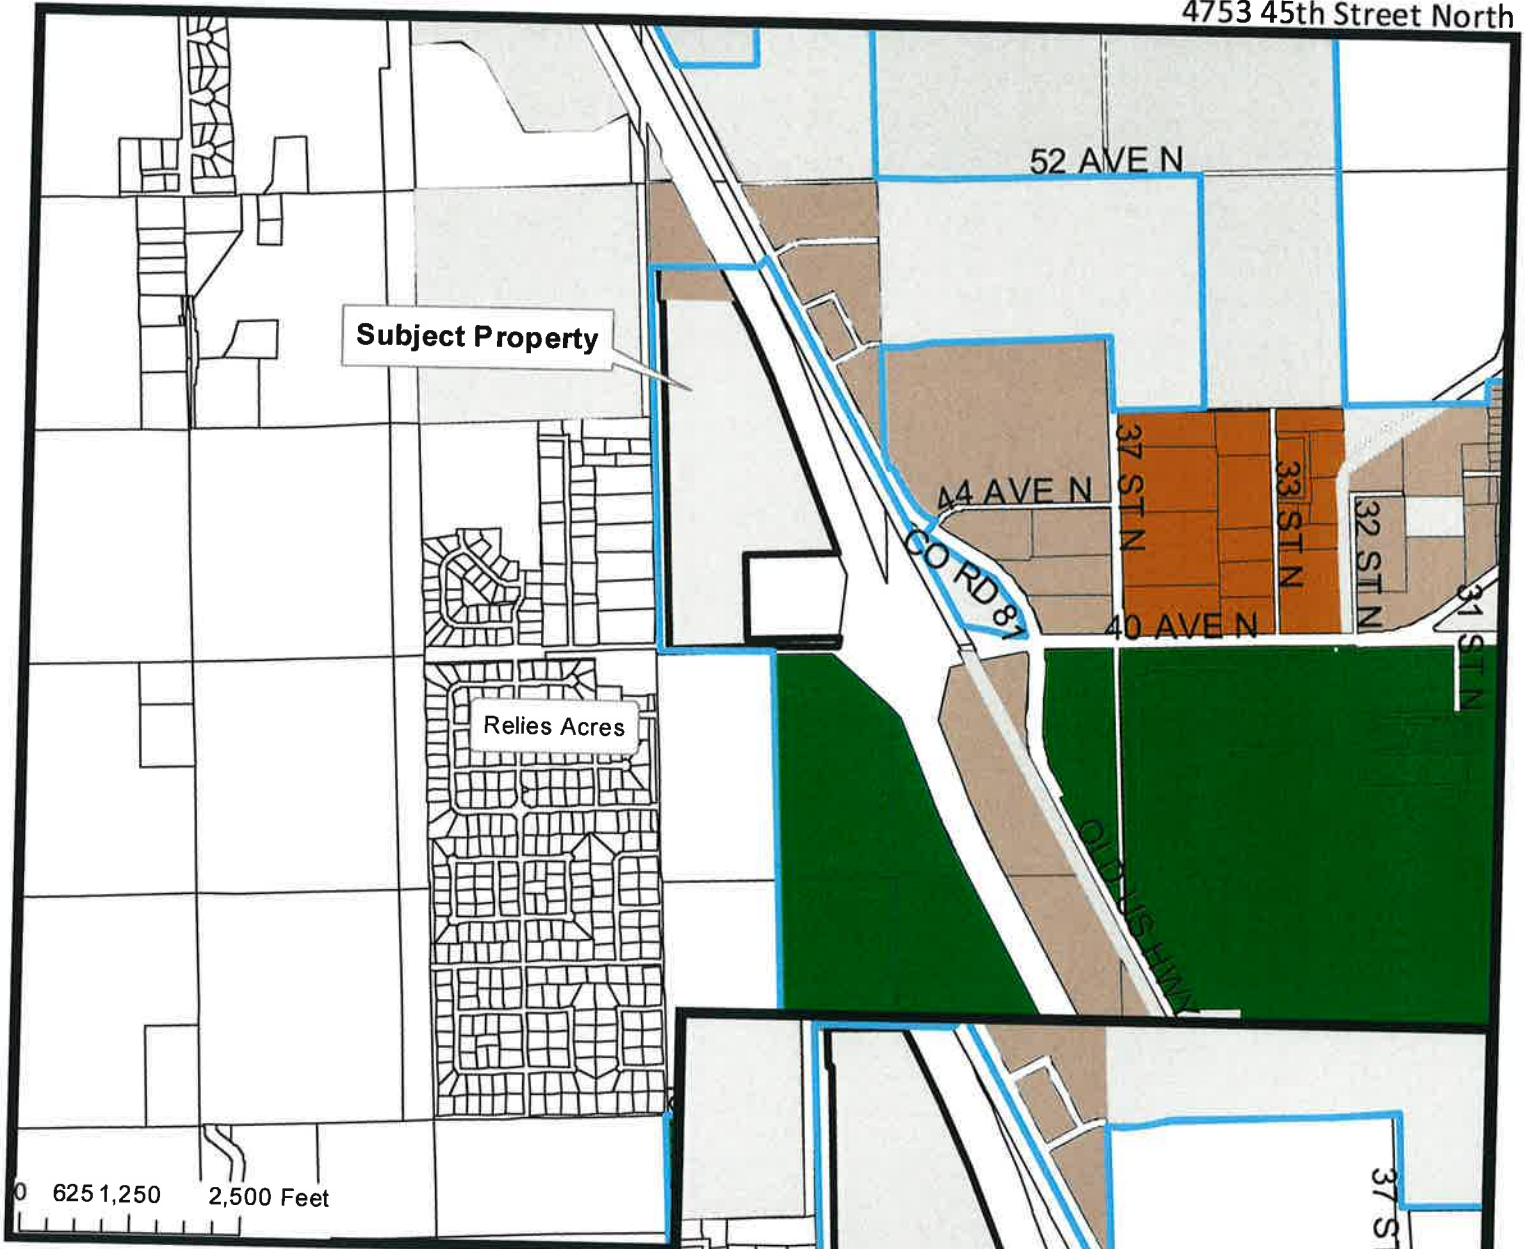 4753 45th Street North
52 AVE N
Subject Property
44 AVE N
37 ST N
33 ST N
32 ST N
31 ST N
CO RD 81
40 AVE N
Relies Acres
OLD US HWY
0 625 1,250 2,500 Feet
37 ST